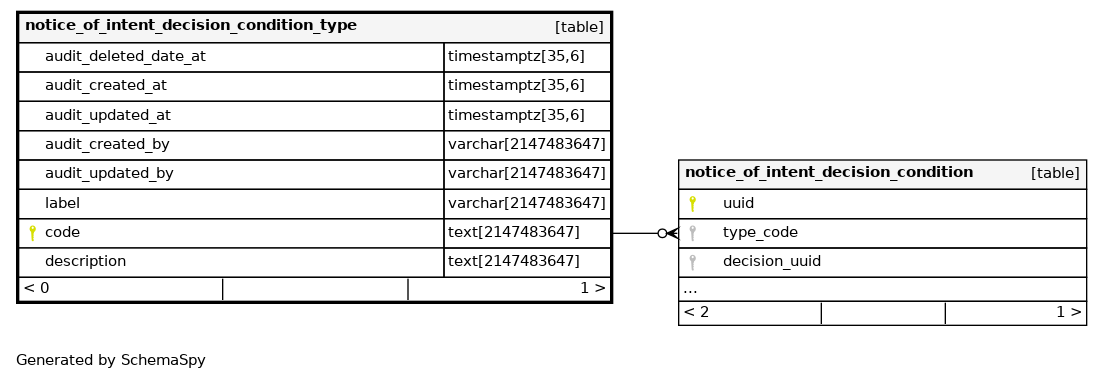 notice_of_intent_decision_condition_type [table]
audit_deleted_date_at timestamptz[35,6]
audit_created_at timestamptz[35,6]
audit_updated_at timestamptz[35,6]
audit_created_by varchar[2147483647]
audit_updated_by varchar[2147483647]
label varchar[2147483647]
code text[2147483647]
description text[2147483647]
< 0 1 >
notice_of_intent_decision_condition [table]
uuid
type_code
decision_uuid
...
< 2 1 >
Generated by SchemaSpy